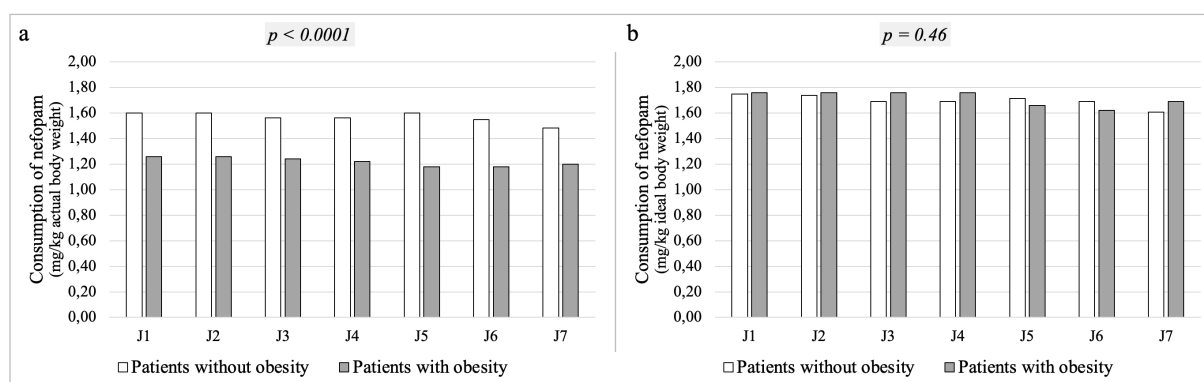 a
p < 0.0001
Consumption of nefopam
(mg/kg actual body weight)
2,00
1,80
1,60
1,40
1,20
1,00
0,80
0,60
0,40
0,20
0,00
J1 J2 J3 J4 J5 J6 J7
Patients without obesity Patients with obesity
b
p = 0.46
Consumption of nefopam
(mg/kg ideal body weight)
2,00
1,80
1,60
1,40
1,20
1,00
0,80
0,60
0,40
0,20
0,00
J1 J2 J3 J4 J5 J6 J7
Patients without obesity Patients with obesity